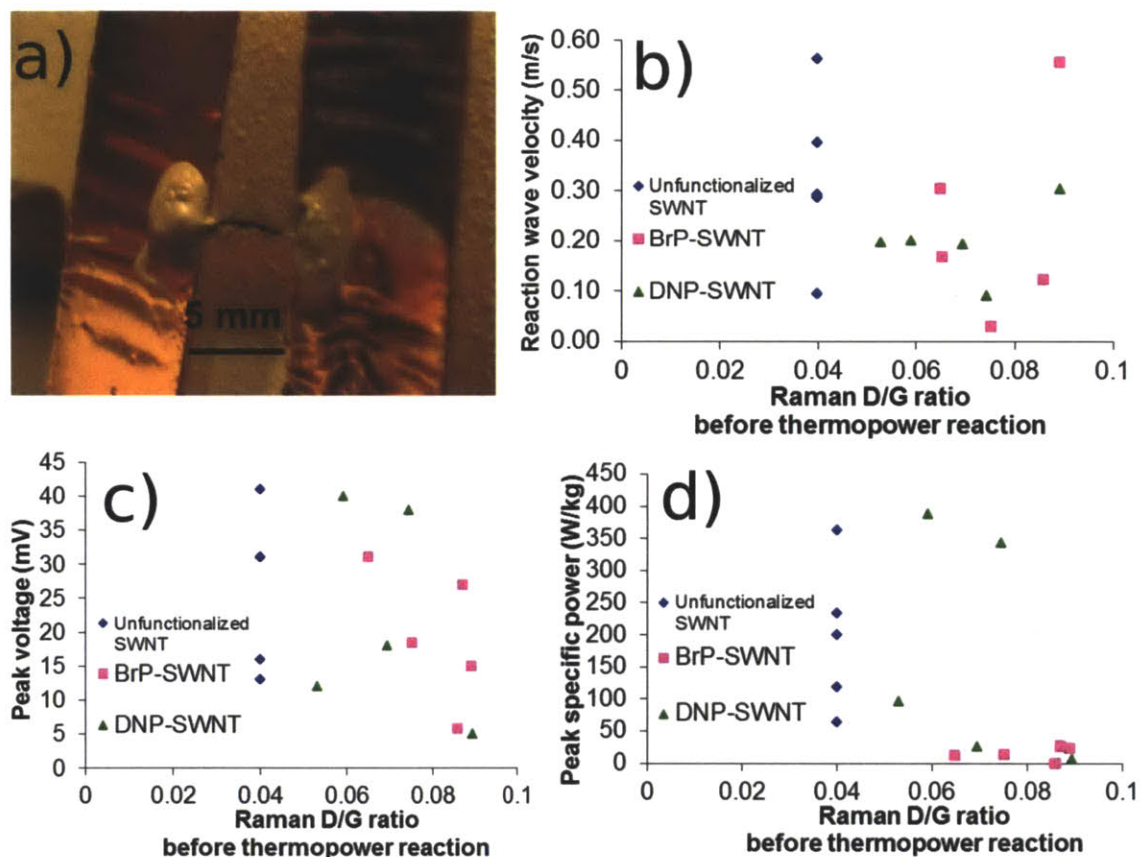 a)
5 mm
b)
Reaction wave velocity (m/s)
0.60
0.50
0.40
0.30
0.20
0.10
0.00
Unfunctionalized
SWNT
BrP-SWNT
DNP-SWNT
0 0.02 0.04 0.06 0.08 0.1
Raman D/G ratio
before thermopower reaction
c)
Peak voltage (mV)
45
40
35
30
25
20
15
10
5
0
Unfunctionalized
SWNT
BrP-SWNT
DNP-SWNT
0 0.02 0.04 0.06 0.08 0.1
Raman D/G ratio
before thermopower reaction
d)
Peak specific power (W/kg)
450
400
350
300
250
200
150
100
50
0
Unfunctionalized
SWNT
BrP-SWNT
DNP-SWNT
0 0.02 0.04 0.06 0.08 0.1
Raman D/G ratio
before thermopower reaction